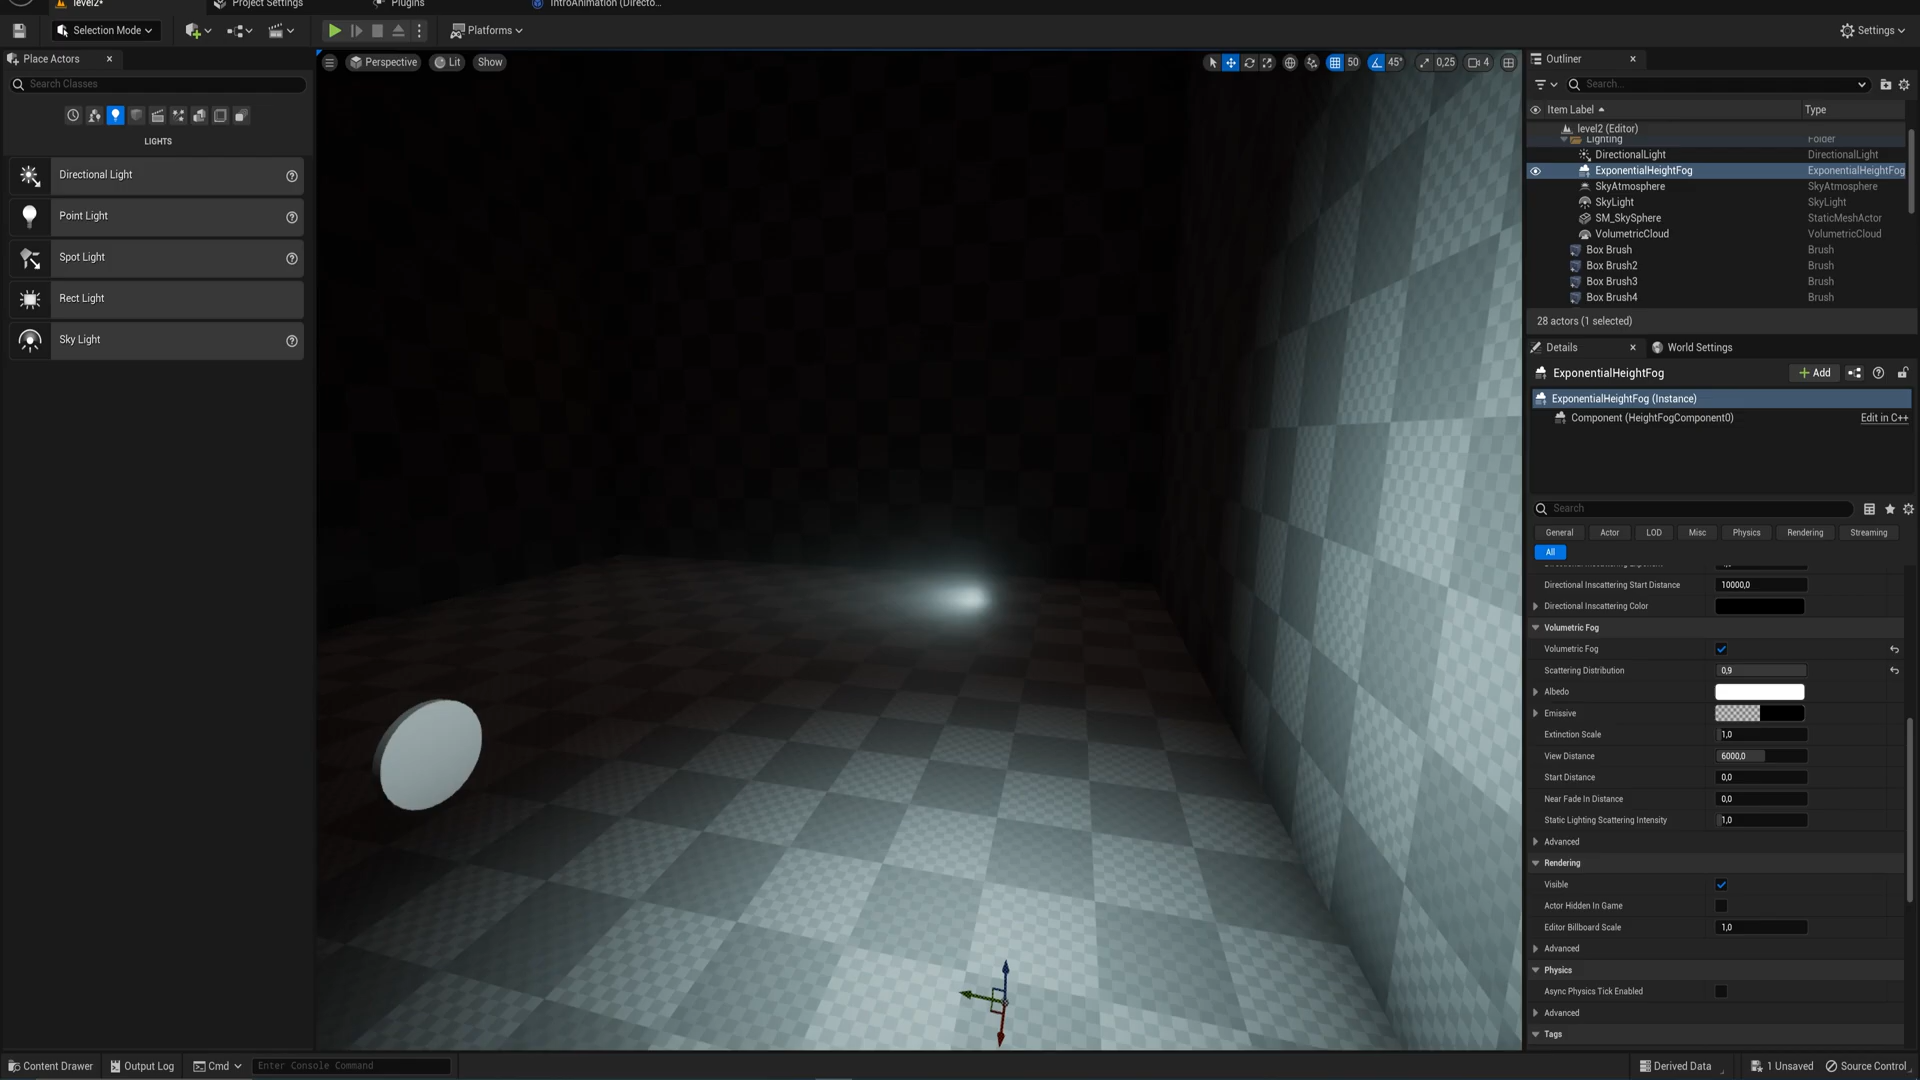 level2*
Project Settings
Plugins
IntroAnimation (Directo...
Selection Mode
Platforms
Settings
Place Actors
Search Classes
LIGHTS
Directional Light
Point Light
Spot Light
Rect Light
Sky Light
Perspective
Lit
Show
50
45°
0,25
4
Outliner
Search...
Item Label
Type
level2 (Editor)
Lighting
Folder
DirectionalLight
DirectionalLight
ExponentialHeightFog
ExponentialHeightFog
SkyAtmosphere
SkyAtmosphere
SkyLight
SkyLight
SM_SkySphere
StaticMeshActor
VolumetricCloud
VolumetricCloud
Box Brush
Brush
Box Brush2
Brush
Box Brush3
Brush
Box Brush4
Brush
28 actors (1 selected)
Details
World Settings
ExponentialHeightFog
Add
ExponentialHeightFog (Instance)
Component (HeightFogComponent0)
Edit in C++
Search
General
Actor
LOD
Misc
Physics
Rendering
Streaming
All
Directional Inscattering Start Distance
10000,0
Directional Inscattering Color
Volumetric Fog
Volumetric Fog
Scattering Distribution
0,9
Albedo
Emissive
Extinction Scale
1,0
View Distance
6000,0
Start Distance
0,0
Near Fade In Distance
0,0
Static Lighting Scattering Intensity
1,0
Advanced
Rendering
Visible
Actor Hidden In Game
Editor Billboard Scale
1,0
Advanced
Physics
Async Physics Tick Enabled
Advanced
Tags
Content Drawer
Output Log
Cmd
Enter Console Command
Derived Data
1 Unsaved
Source Control